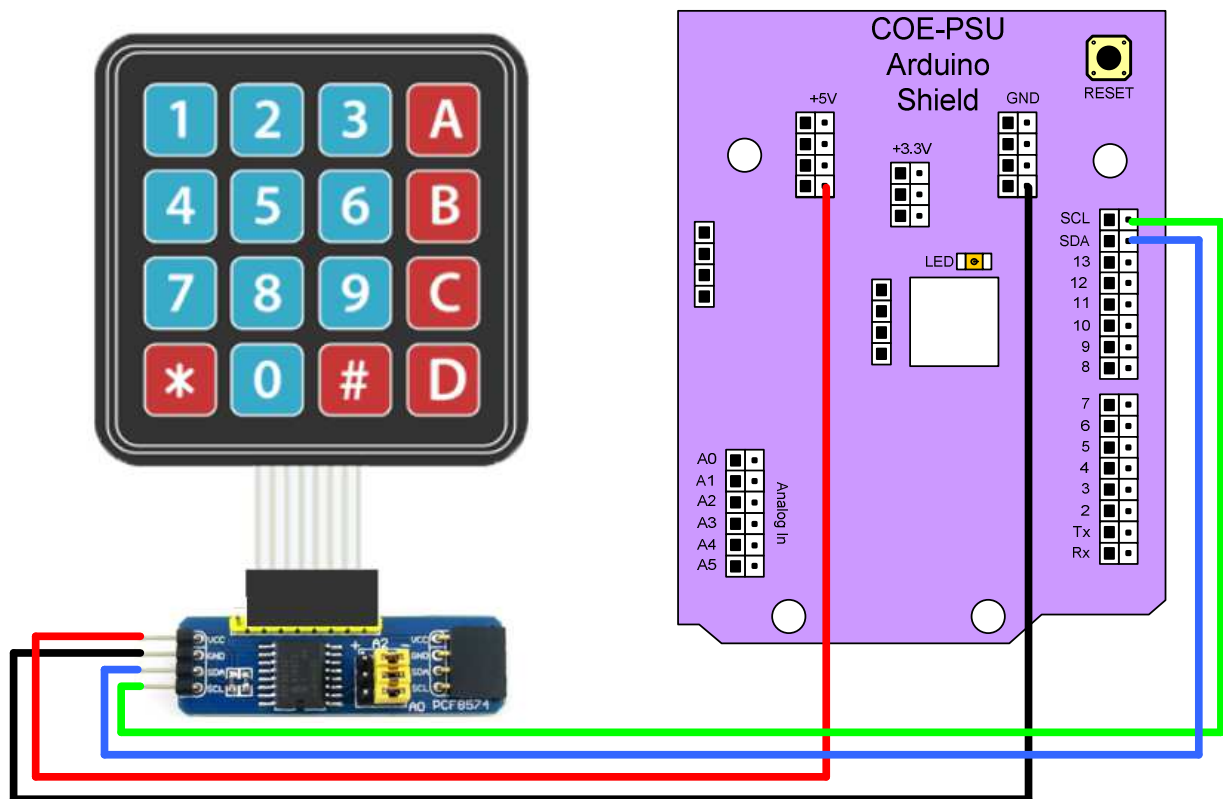 1 2 3 A
4 5 6 B
7 8 9 C
* 0 # D
VCC
GND
SDA
SCL
+ A2 -
A0
VCC
GND
SDA
SCL
PCF8574
COE-PSU
Arduino
Shield
RESET
+5V
+3.3V
GND
LED
SCL
SDA
13
12
11
10
9
8
7
6
5
4
3
2
Tx
Rx
A0
A1
A2
A3
A4
A5
Analog In